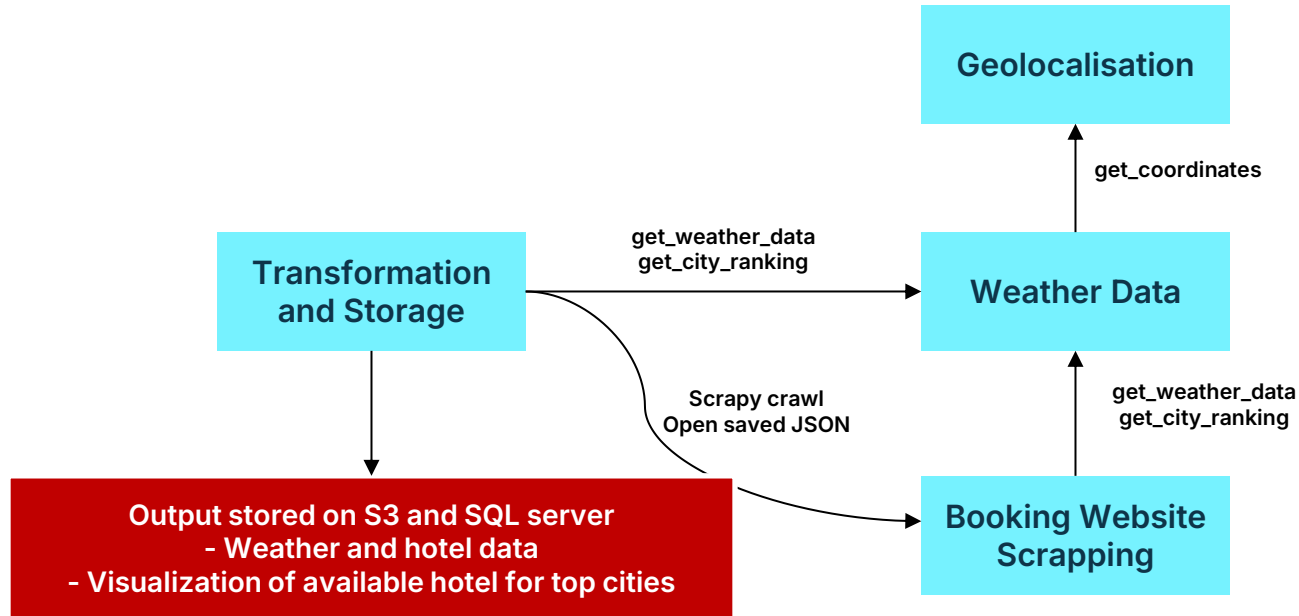 Geolocalisation
get_coordinates
get_weather_data
get_city_ranking
Transformation
and Storage
Weather Data
Scrapy crawl
Open saved JSON
get_weather_data
get_city_ranking
Output stored on S3 and SQL server
- Weather and hotel data
- Visualization of available hotel for top cities
Booking Website
Scrapping